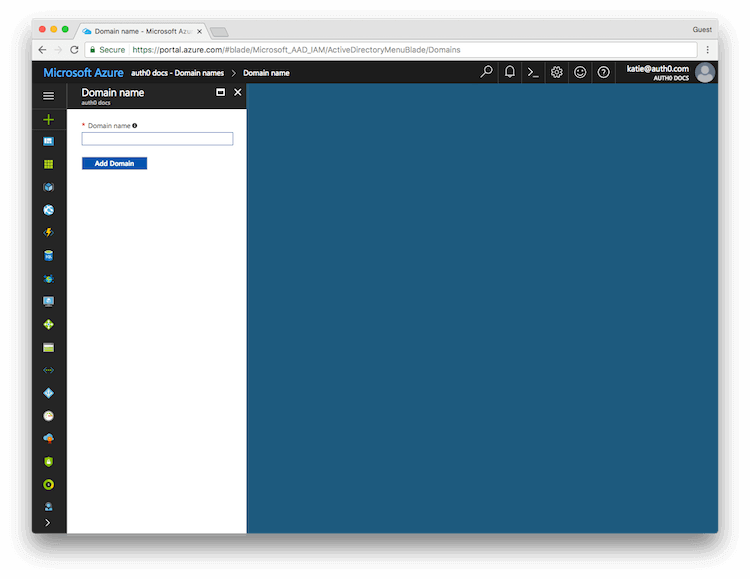 Domain name - Microsoft Azu
Guest
Secure https://portal.azure.com/#blade/Microsoft_AAD_IAM/ActiveDirectoryMenuBlade/Domains
Microsoft Azure auth0 docs - Domain names > Domain name
katie@auth0.com
AUTH0 DOCS
Domain name
auth0 docs
* Domain name
Add Domain